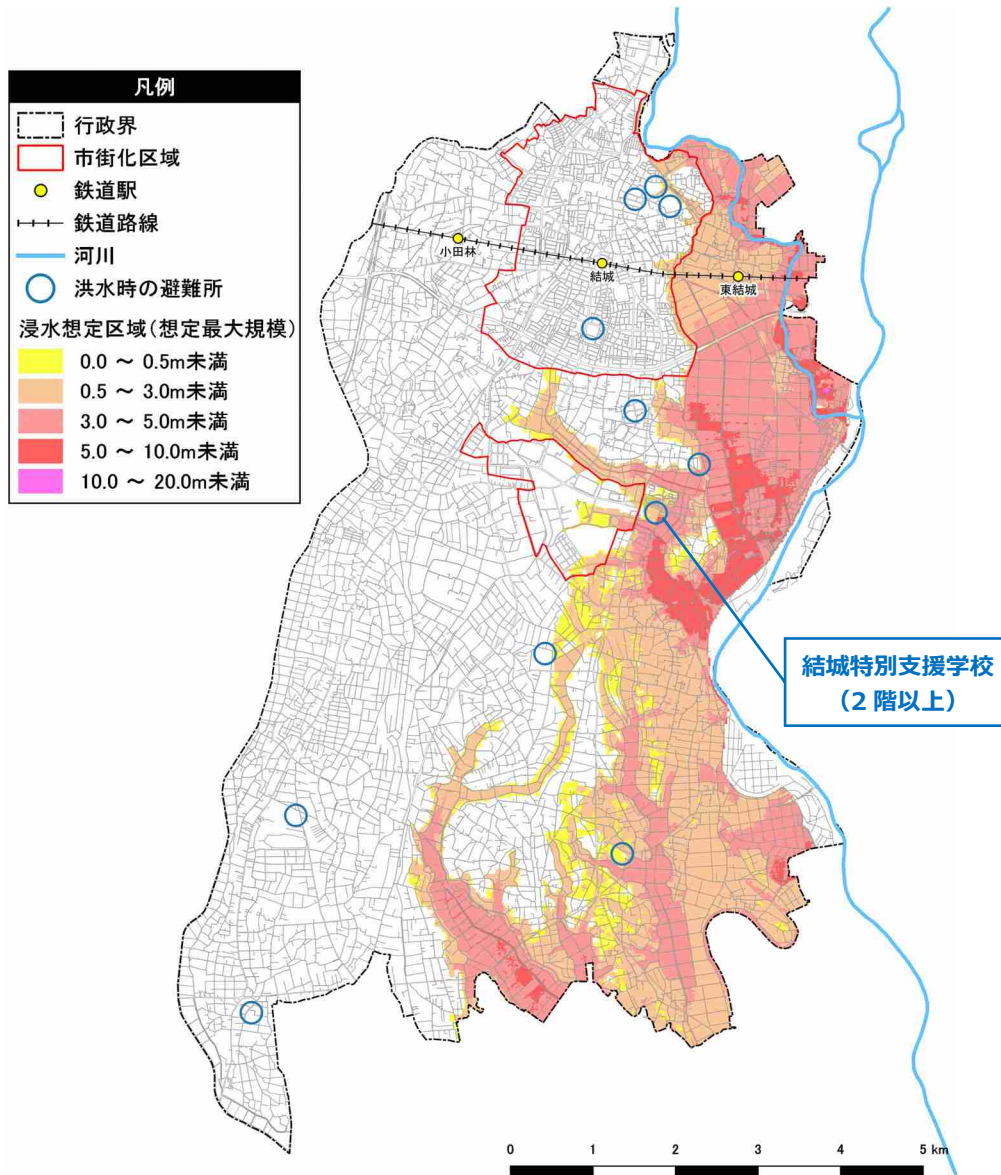 凡例
行政界
市街化区域
鉄道駅
鉄道路線
河川
洪水時の避難所
浸水想定区域(想定最大規模)
0.0 ～ 0.5m未満
0.5 ～ 3.0m未満
3.0 ～ 5.0m未満
5.0 ～ 10.0m未満
10.0 ～ 20.0m未満
小田林
結城
東結城
結城特別支援学校
（2 階以上）
0 1 2 3 4 5 km